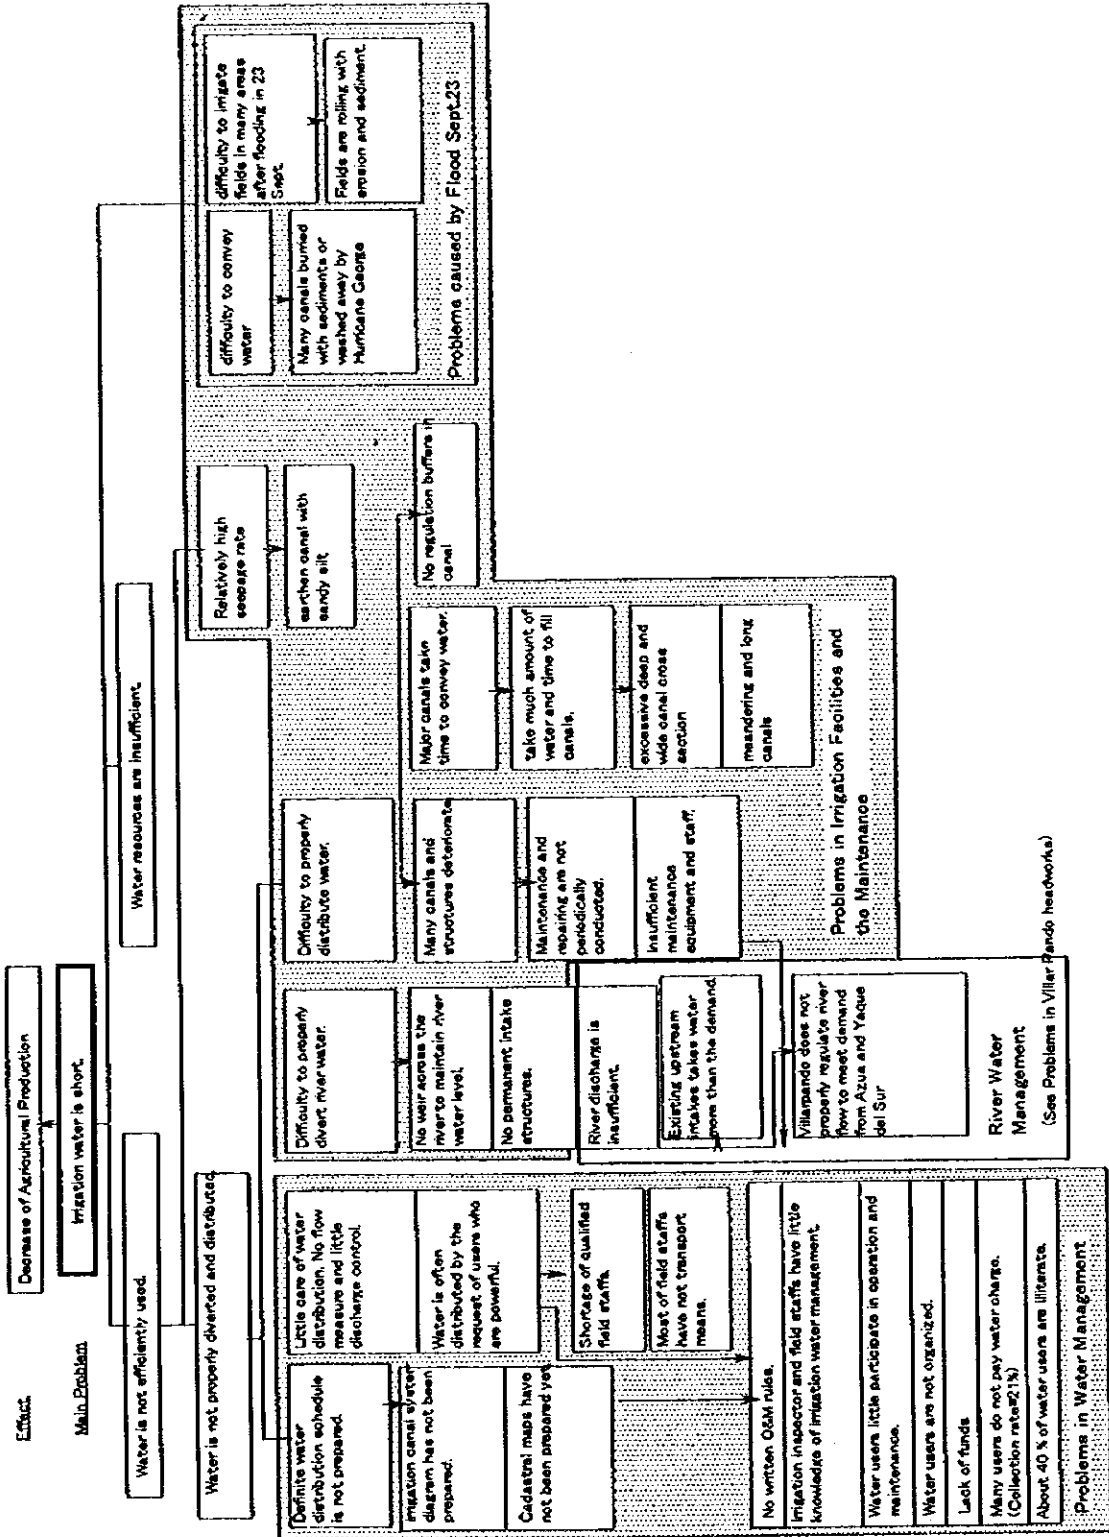 Effect.
Decrease of Agricultural Production
Main Problem
Irrigation water is short.
Water is not efficiently used.
Water resources are insufficient.
Water is not properly diverted and distributed.
Definite water
distribution schedule
is not prepared.
Irrigation canal system
diagram has not been
prepared.
Cadastral maps have
not been prepared yet
Little care of water
distribution. No flow
measure and little
discharge control.
Water is often
distributed by the
request of users who
are powerful.
Shortage of qualified
field staffs.
Most of field staffs
have not transport
means.
No written O&M rules.
Irrigation inspector and field staffs have little
knowledge of irrigation water management.
Water users little participate in operation and
maintenance.
Water users are not organized.
Lack of funds
Many users do not pay water charge.
(Collection rate=21%)
About 40 % of water users are illiterate.
Problems in Water Management
Difficulty to properly
divert river water.
No weir across the
river to maintain river
water level.
No permanent intake
structures.
River discharge is
insufficient.
Existing upstream
intakes takes water
more than the demand.
Villarpando does not
properly regulate river
flow to meet demand
from Azua and Yaque
del Sur
River Water
Management
(See Problems in Villar Pando headworks)
Difficulty to properly
distribute water.
Many canals and
structures deteriorate
Maintenance and
repairing are not
periodically
conducted.
Insufficient
maintenance
equipment and staff.
Major canals take
time to convey water.
take much amount of
water and time to fill
canals.
excessive deep and
wide canal cross
section
meandering and long
canals
No regulation buffers in
canal
Problems in Irrigation Facilities and
the Maintenance
Relatively high
seepage rate
earthen canal with
sandy silt
difficulty to convey
water
Many canals burried
with sediments or
washed away by
Hurricane George
difficulty to irrigate
fields in many areas
after flooding in 23
Sept.
Fields are rolling with
erosion and sediment.
Problems caused by Flood Sept.23